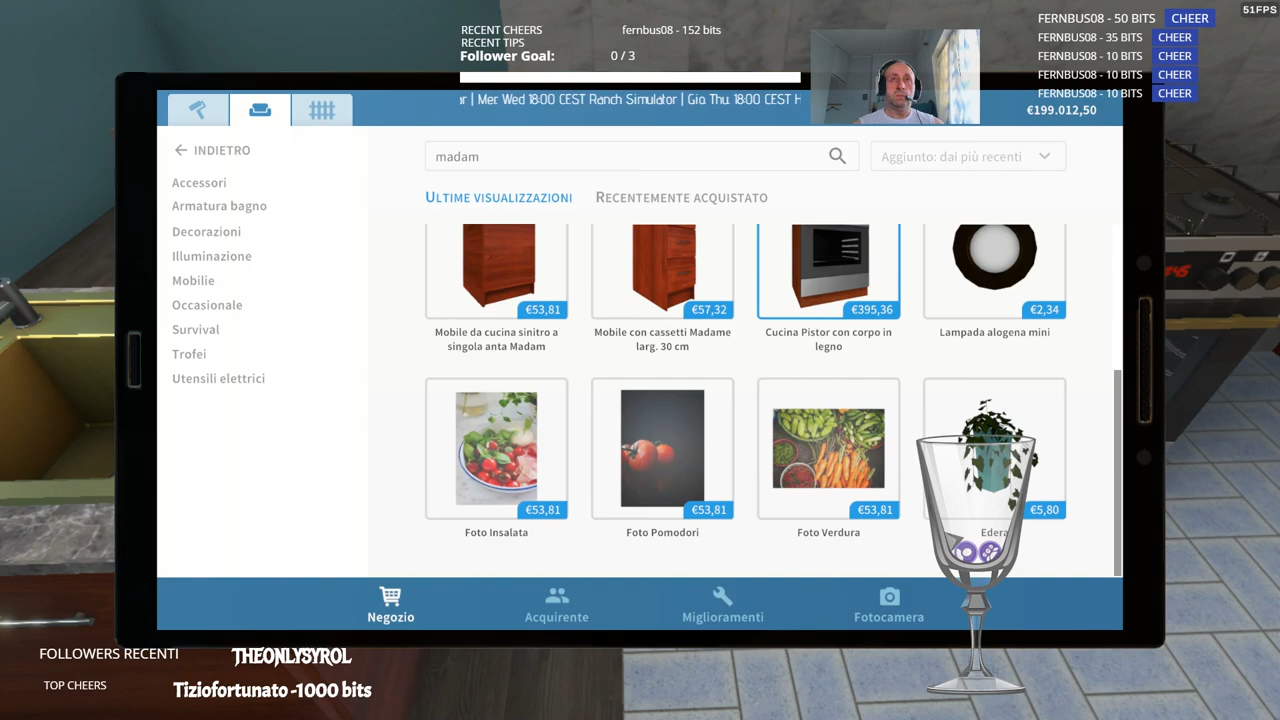 51FPS
RECENT CHEERS fernbus08 - 152 bits
RECENT TIPS
Follower Goal: 0 / 3
FERNBUS08 - 50 BITS CHEER
FERNBUS08 - 35 BITS CHEER
FERNBUS08 - 10 BITS CHEER
FERNBUS08 - 10 BITS CHEER
FERNBUS08 - 10 BITS CHEER
| Mer Wed 18:00 CEST Ranch Simulator | Gio Thu. 18:00 CEST
€199.012,50
INDIETRO
Accessori
Armatura bagno
Decorazioni
Illuminazione
Mobilie
Occasionale
Survival
Trofei
Utensili elettrici
madam
Aggiunto: dai più recenti
ULTIME VISUALIZZAZIONI RECENTEMENTE ACQUISTATO
€53,81 €57,32 €395,36 €2,34
Mobile da cucina sinitro a
singola anta Madam
Mobile con cassetti Madame
larg. 30 cm
Cucina Pistor con corpo in
legno
Lampada alogena mini
€53,81 €53,81 €53,81 €5,80
Foto Insalata Foto Pomodori Foto Verdura Edera
Negozio Acquirente Miglioramenti Fotocamera
FOLLOWERS RECENTI THEONLYSYROL
TOP CHEERS Tiziofortunato -1000 bits